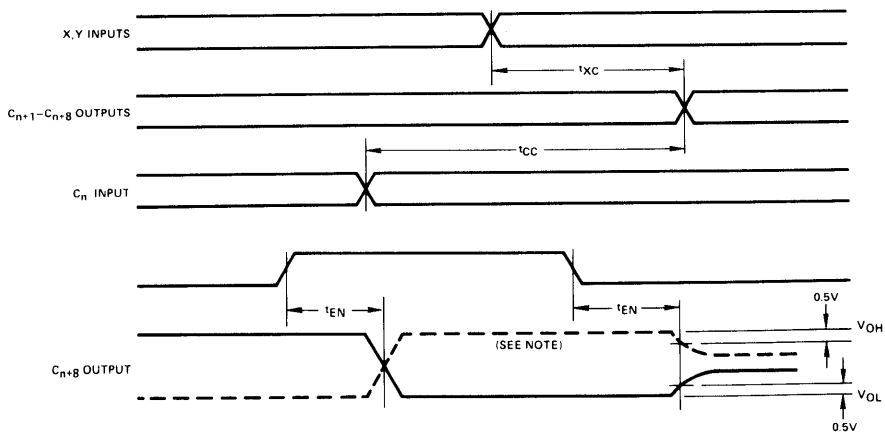 X,Y INPUTS
tXC
Cn+1–Cn+8 OUTPUTS
tCC
Cn INPUT
tEN
tEN
0.5V
VOH
(SEE NOTE)
Cn+8 OUTPUT
VOL
0.5V